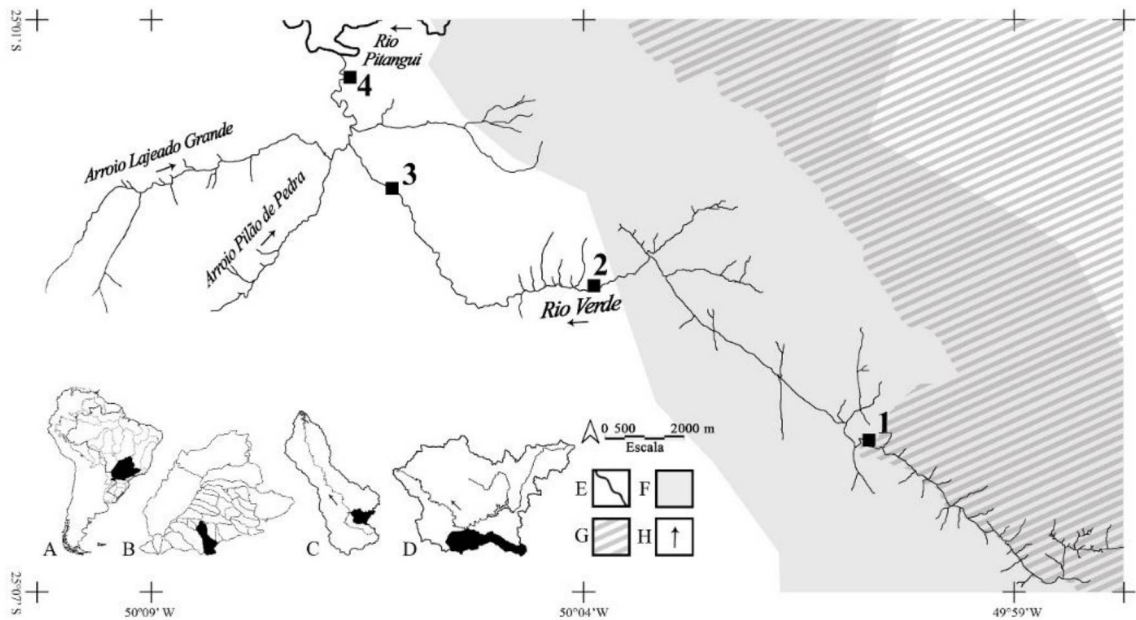 25°01' S
Rio
Pitangui
4
Arroio Lajeado Grande
3
Arroio Pilão de Pedra
2
Rio Verde
1
0 500 2000 m
Escala
A
B
C
D
E
F
G
H
25°07' S
50°09' W
50°04 W
49°59 W